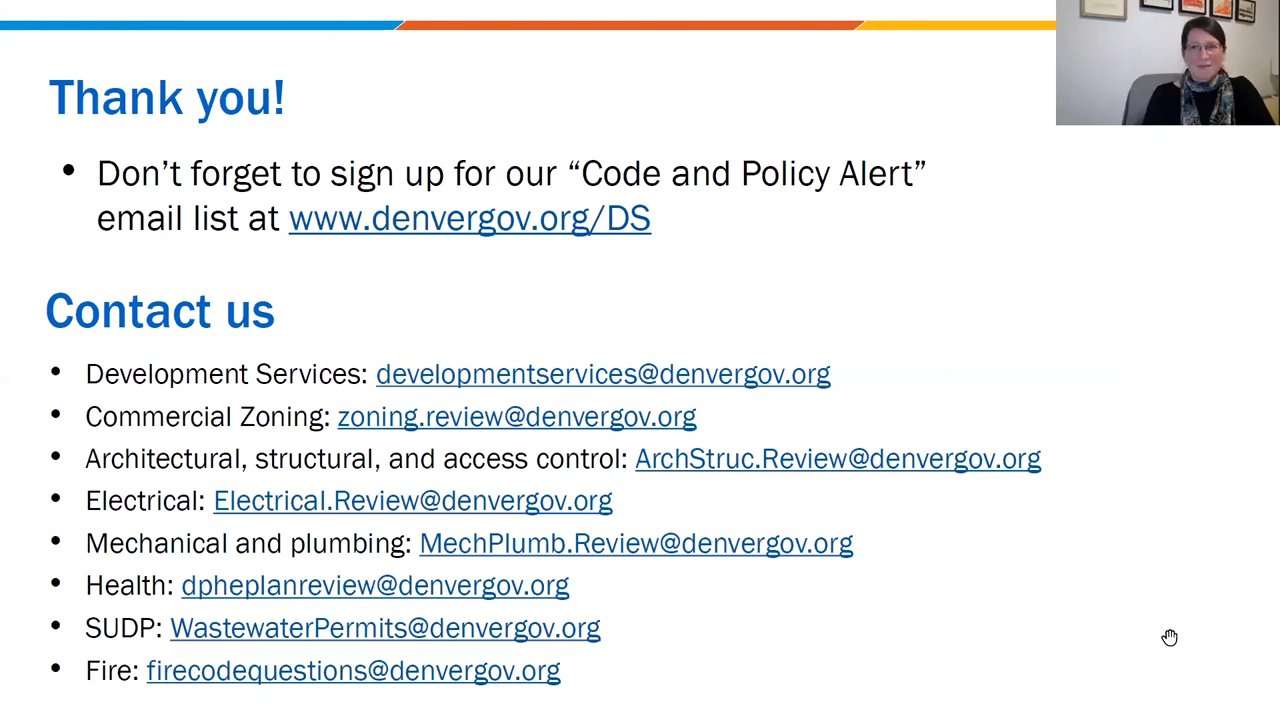 Thank you!
• Don’t forget to sign up for our “Code and Policy Alert”
email list at www.denvergov.org/DS
Contact us
• Development Services: developmentservices@denvergov.org
• Commercial Zoning: zoning.review@denvergov.org
• Architectural, structural, and access control: ArchStruc.Review@denvergov.org
• Electrical: Electrical.Review@denvergov.org
• Mechanical and plumbing: MechPlumb.Review@denvergov.org
• Health: dpheplanreview@denvergov.org
• SUDP: WastewaterPermits@denvergov.org
• Fire: firecodequestions@denvergov.org